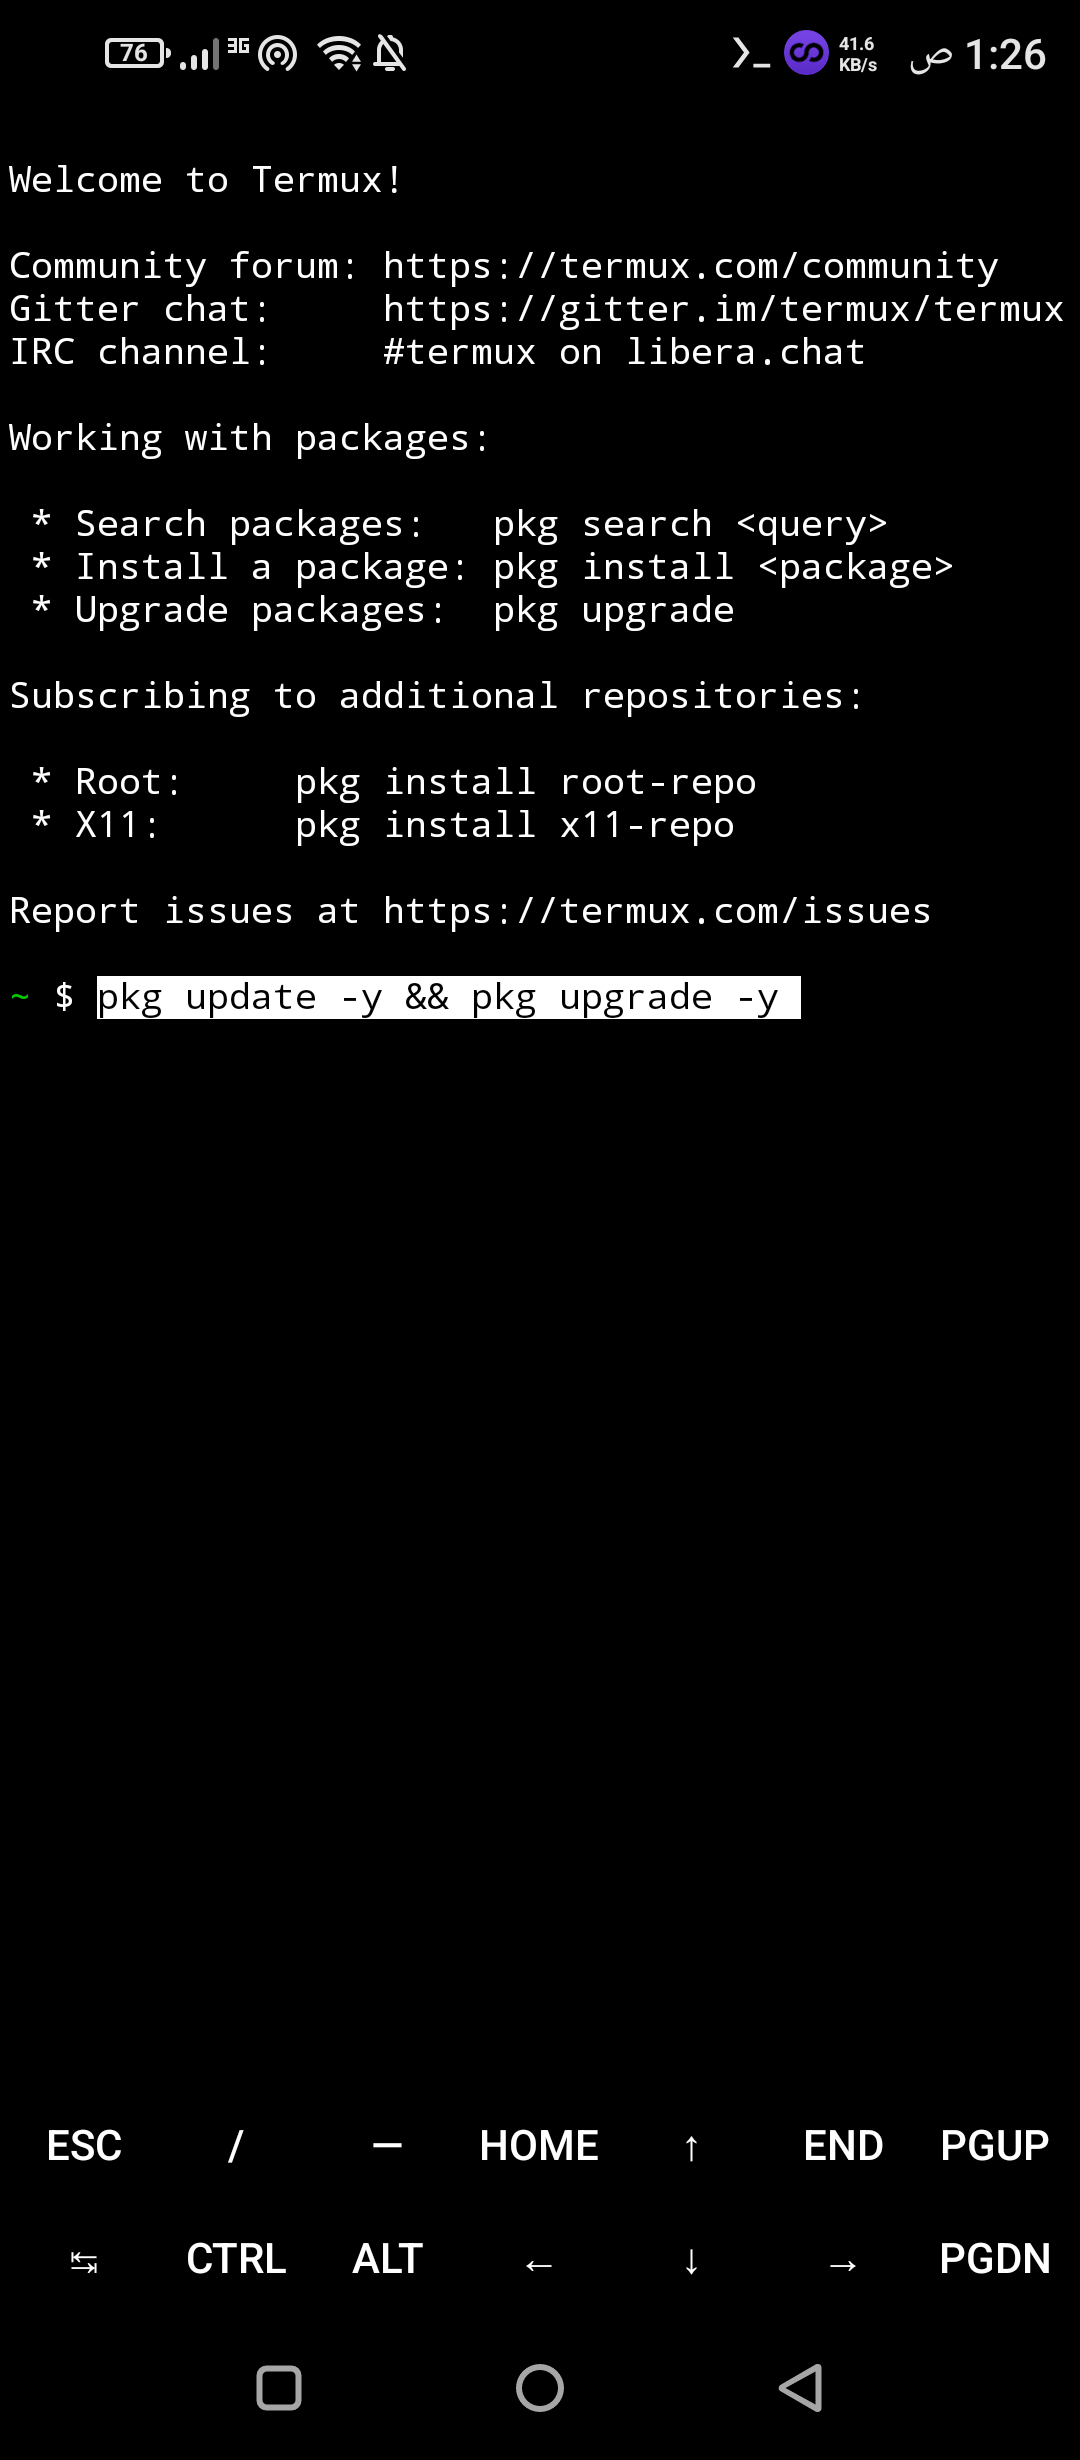 76 3G 41.6 KB/s 1:26 ص
Welcome to Termux!
Community forum: https://termux.com/community
Gitter chat:     https://gitter.im/termux/termux
IRC channel:     #termux on libera.chat
Working with packages:
 * Search packages:   pkg search <query>
 * Install a package: pkg install <package>
 * Upgrade packages:  pkg upgrade
Subscribing to additional repositories:
 * Root:     pkg install root-repo
 * X11:      pkg install x11-repo
Report issues at https://termux.com/issues
~ $ pkg update -y && pkg upgrade -y
ESC / — HOME ↑ END PGUP
↹ CTRL ALT ← ↓ → PGDN